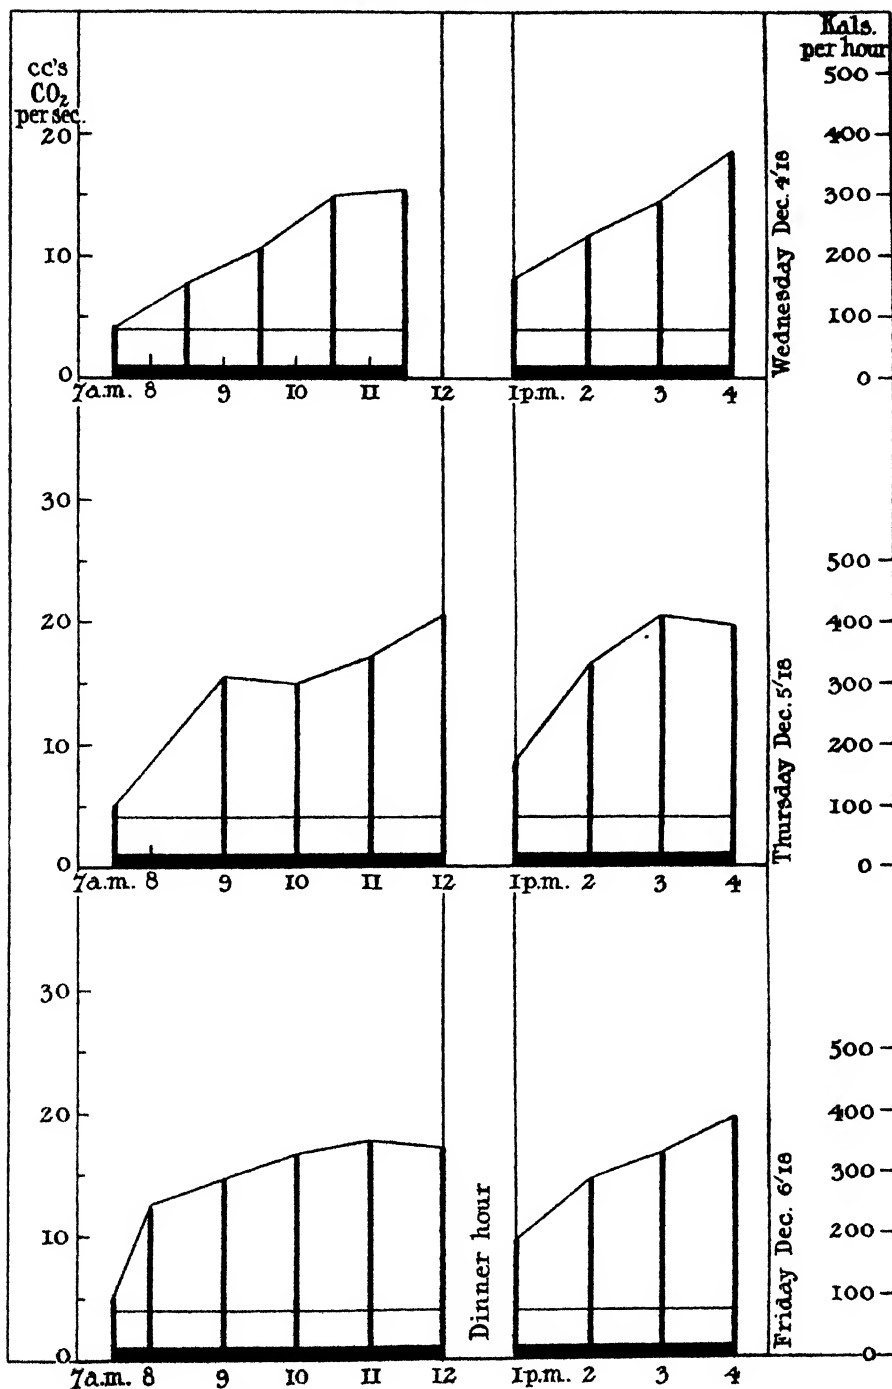 cc's
CO₂
per sec.
20
10
0
7a.m. 8 9 10 11 12 1p.m. 2 3 4
Wednesday Dec. 4'18
Kals.
per hour
500
400
300
200
100
0
30
20
10
0
7a.m. 8 9 10 11 12 1p.m. 2 3 4
Thursday Dec. 5'18
500
400
300
200
100
0
30
20
10
0
7a.m. 8 9 10 11 12 1p.m. 2 3 4
Dinner hour
Friday Dec. 6'18
500
400
300
200
100
0